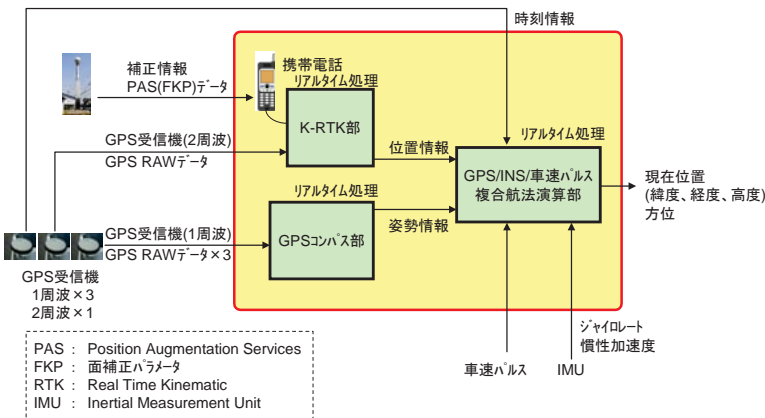 時刻情報
補正情報
PAS(FKP)ﾃﾞｰﾀ
携帯電話
ﾘｱﾙﾀｲﾑ処理
K-RTK部
GPS受信機(2周波)
GPS RAWﾃﾞｰﾀ
位置情報
ﾘｱﾙﾀｲﾑ処理
GPS/INS/車速ﾊﾟﾙｽ
複合航法演算部
現在位置
(緯度、経度、高度)
方位
ﾘｱﾙﾀｲﾑ処理
GPSｺﾝﾊﾟｽ部
姿勢情報
GPS受信機(1周波)
GPS RAWﾃﾞｰﾀ×3
GPS受信機
1周波×3
2周波×1
ｼﾞｬｲﾛﾚｰﾄ
慣性加速度
車速ﾊﾟﾙｽ
IMU
PAS : Position Augmentation Services
FKP : 面補正ﾊﾟﾗﾒｰﾀ
RTK : Real Time Kinematic
IMU : Inertial Measurement Unit